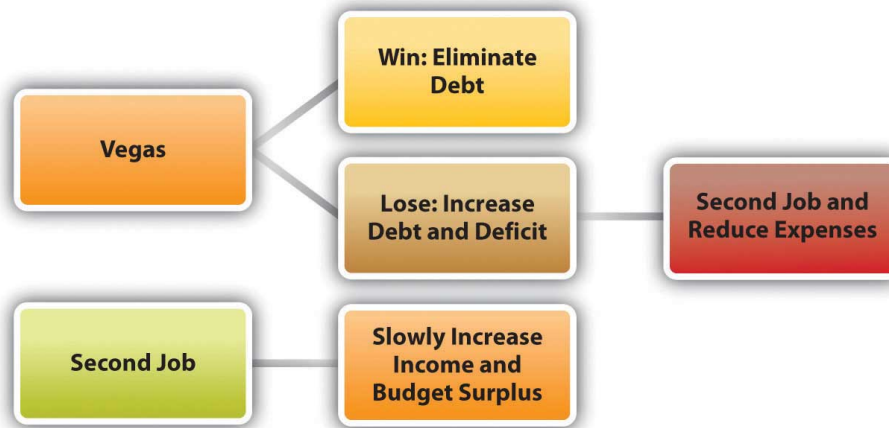 Win: Eliminate
Debt
Vegas
Lose: Increase
Debt and Deficit
Second Job and
Reduce Expenses
Second Job
Slowly Increase
Income and
Budget Surplus